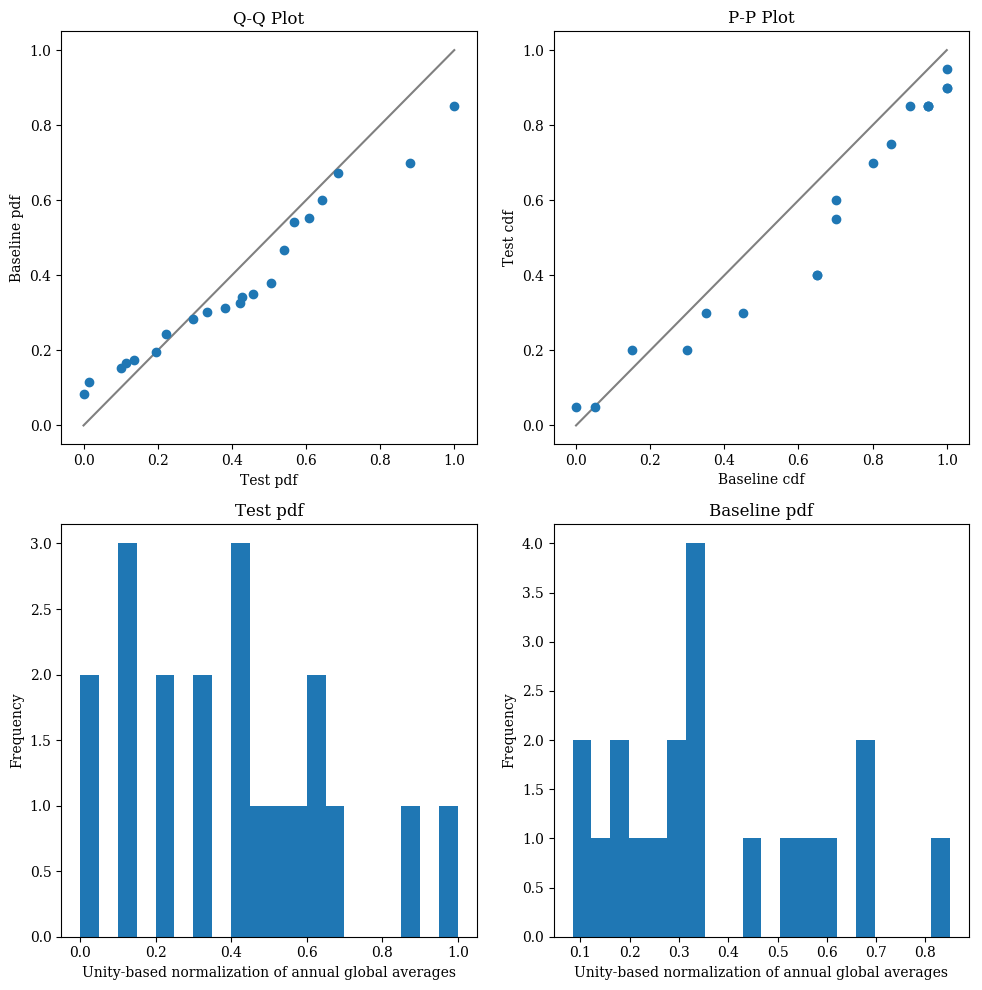 Q-Q Plot
1.0
0.8
0.6
0.4
0.2
0.0
Baseline pdf
0.0 0.2 0.4 0.6 0.8 1.0
Test pdf
P-P Plot
1.0
0.8
0.6
0.4
0.2
0.0
Test cdf
0.0 0.2 0.4 0.6 0.8 1.0
Baseline cdf
Test pdf
3.0
2.5
2.0
1.5
1.0
0.5
0.0
Frequency
0.0 0.2 0.4 0.6 0.8 1.0
Unity-based normalization of annual global averages
Baseline pdf
4.0
3.5
3.0
2.5
2.0
1.5
1.0
0.5
0.0
Frequency
0.1 0.2 0.3 0.4 0.5 0.6 0.7 0.8
Unity-based normalization of annual global averages